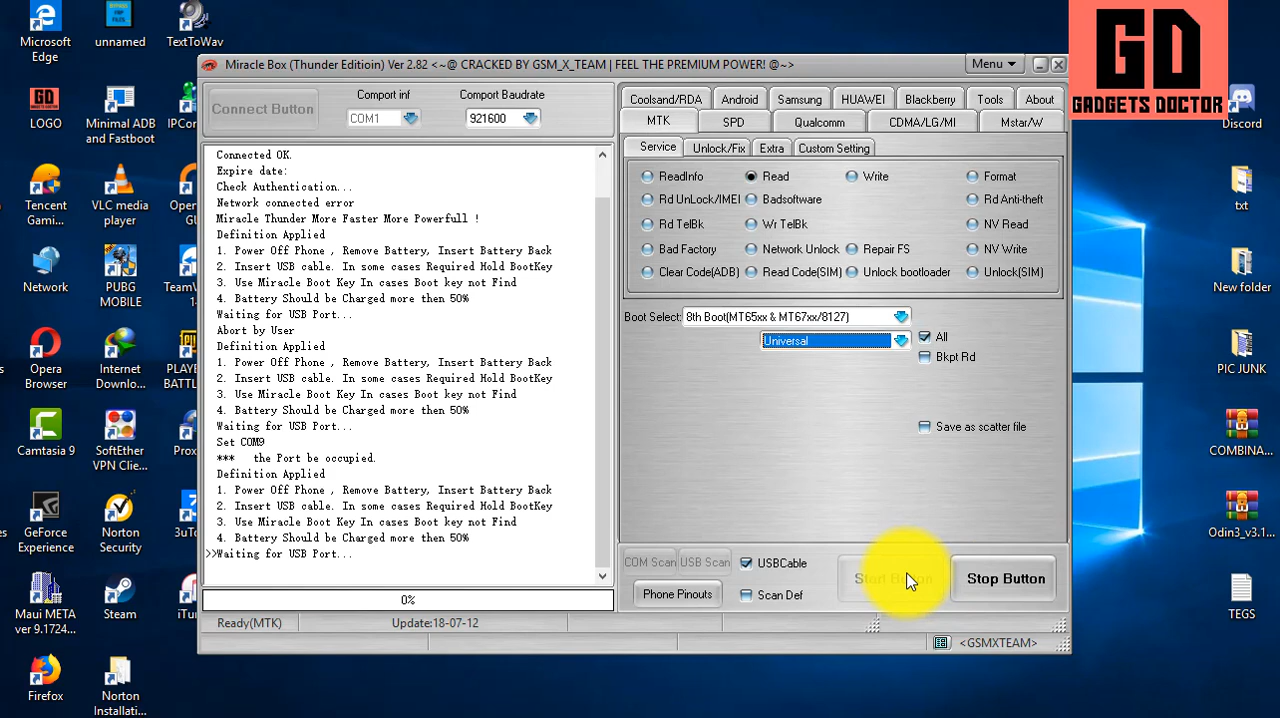 Microsoft
Edge
BYPASS
FRP
FILES
unnamed
TextToWav
GD
LOGO
Minimal ADB
and Fastboot
IPCon
Tencent
Gami...
VLC media
player
Open
GU
Network
PUBG
MOBILE
TeamV
14
Opera
Browser
Internet
Downlo...
PLAYE
BATTL
Camtasia 9
SoftEther
VPN Clie...
Prox
GeForce
Experience
Norton
Security
3uTo
Maui META
ver 9.1724...
Steam
iTu
Firefox
Norton
Installati...
Miracle Box (Thunder Editioin) Ver 2.82 <~@ CRACKED BY GSM_X_TEAM | FEEL THE PREMIUM POWER! @~>
Menu
Connect Button
Comport inf
COM1
Comport Baudrate
921600
Connected OK.
Expire date:
Check Authentication...
Network connected error
Miracle Thunder More Faster More Powerfull !
Definition Applied
1. Power Off Phone , Remove Battery, Insert Battery Back
2. Insert USB cable. In some cases Required Hold BootKey
3. Use Miracle Boot Key In cases Boot key not Find
4. Battery Should be Charged more then 50%
Waiting for USB Port...
Abort by User
Definition Applied
1. Power Off Phone , Remove Battery, Insert Battery Back
2. Insert USB cable. In some cases Required Hold BootKey
3. Use Miracle Boot Key In cases Boot key not Find
4. Battery Should be Charged more then 50%
Waiting for USB Port...
Set COM9
*** the Port be occupied.
Definition Applied
1. Power Off Phone , Remove Battery, Insert Battery Back
2. Insert USB cable. In some cases Required Hold BootKey
3. Use Miracle Boot Key In cases Boot key not Find
4. Battery Should be Charged more then 50%
>>Waiting for USB Port...
0%
Ready(MTK)
Update:18-07-12
Coolsand/RDA Android Samsung HUAWEI Blackberry Tools About
MTK SPD Qualcomm CDMA/LG/MI Mstar/W
Service Unlock/Fix Extra Custom Setting
ReadInfo Read Write Format
Rd UnLock/IMEI Badsoftware Rd Anti-theft
Rd TelBk Wr TelBk NV Read
Bad Factory Network Unlock Repair FS NV Write
Clear Code(ADB) Read Code(SIM) Unlock bootloader Unlock(SIM)
Boot Select: 8th Boot(MT65xx & MT67xx/8127)
Universal All
Bkpt Rd
Save as scatter file
COM Scan USB Scan USBCable
Start Button
Stop Button
Phone Pinouts Scan Def
<GSMXTEAM>
GD
GADGETS DOCTOR
Discord
txt
New folder
PIC JUNK
COMBINA...
Odin3_v3.1...
TEGS